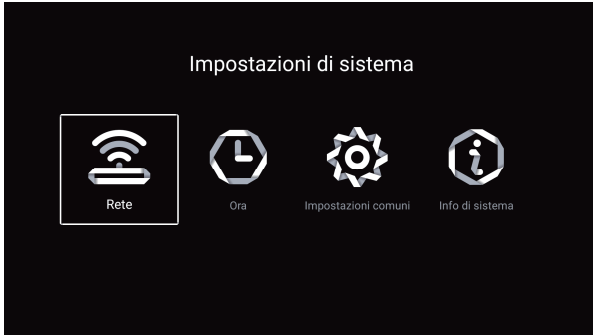 Impostazioni di sistema
Rete
Ora
Impostazioni comuni
Info di sistema